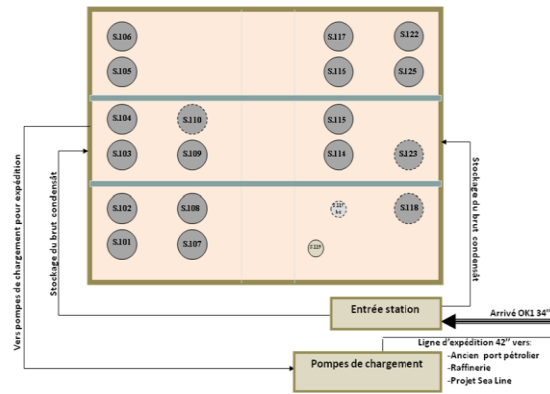 S.106
S.117
S.122
S.105
S.116
S.125
S.104
S.110
S.115
S.103
S.109
S.114
S.123
S.102
S.108
S.118
S.101
S.107
Vers pompes de chargement pour expédition
Stockage du brut condensât
Stockage du brut condensât
Entrée station
Arrivé OK1 34''
Ligne d'expédition 42'' vers:
-Ancien port pétrolier
-Raffinerie
-Projet Sea Line
Pompes de chargement